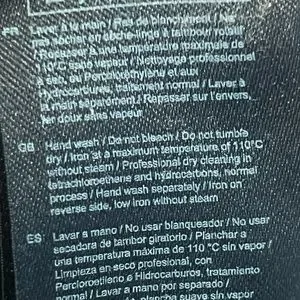 FR Lavar à la main / Pas de blanchiment / Ne
pas sécher en sèche-linge à tambour rotatif
Repasser à une température maximale de
110°C sans vapeur / Nettoyage professionnel
à sec, au Perchloroéthylène et aux
hydrocarbures, traitement normal / Laver à
la main séparément / Repasser sur l'envers,
fer doux sans vapeur
GB Hand wash / Do not bleach / Do not tumble
dry / Iron at a maximum temperature of 110°C
without steam / Professional dry cleaning in
tetrachloroethene and hydrocarbons, normal
process / Hand wash separately / Iron on
reverse side, low iron without steam
ES Lavar a mano / No usar blanqueador / No usar
secadora de tambor giratorio / Planchar a
una temperatura máxima de 110 °C sin vapor /
Limpieza en seco profesional, con
Percloroetileno e Hidrocarburos, tratamiento
normal / Lavar a mano por separado /
plancha suave sin vapor